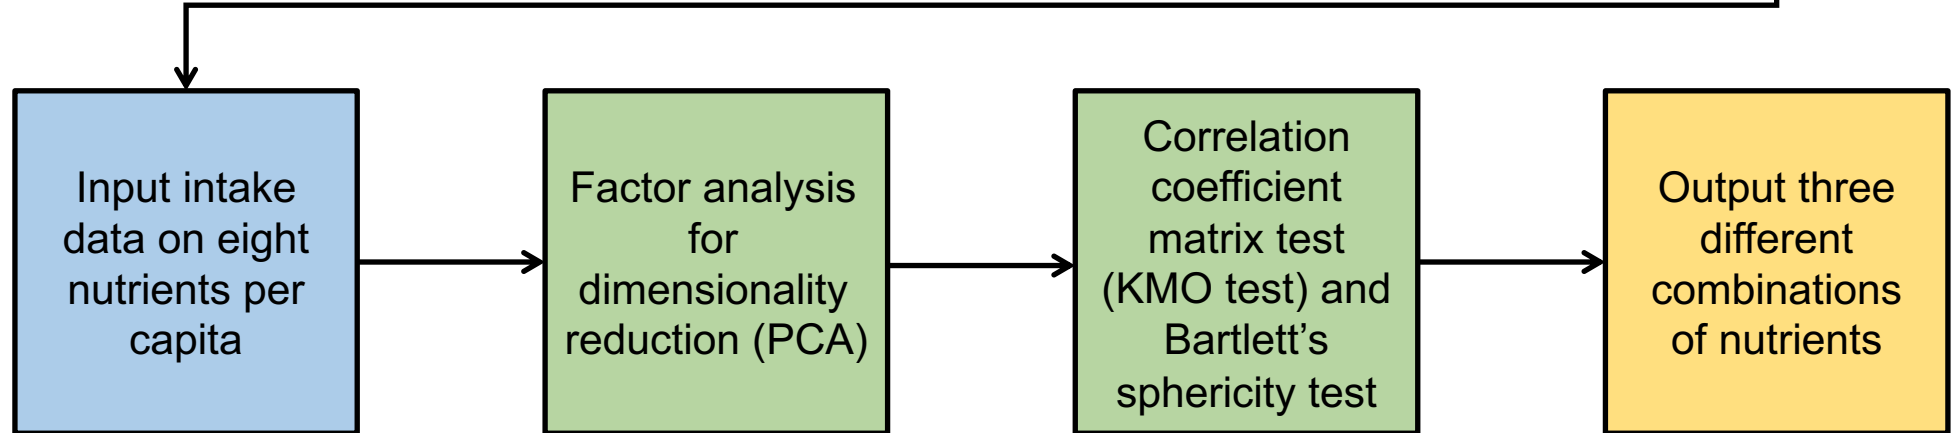 Input intake
data on eight
nutrients per
capita
Factor analysis
for
dimensionality
reduction (PCA)
Correlation
coefficient
matrix test
(KMO test) and
Bartlett’s
sphericity test
Output three
different
combinations
of nutrients